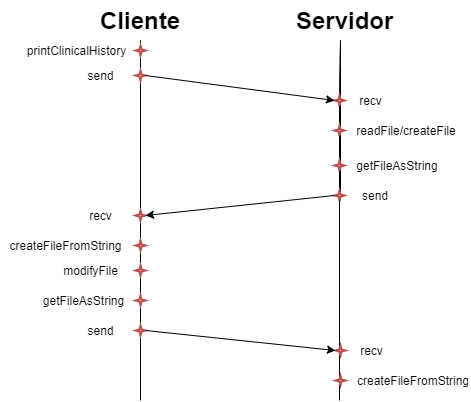 Cliente Servidor
printClinicalHistory
send
recv
readFile/createFile
getFileAsString
send
recv
createFileFromString
modifyFile
getFileAsString
send
recv
createFileFromString